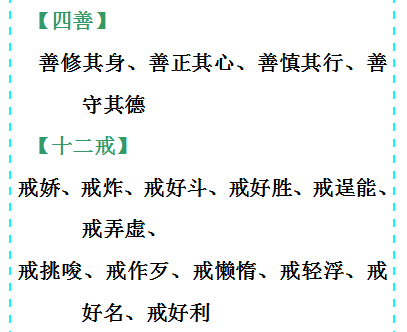 【四善】
善修其身、善正其心、善慎其行、善
守其德
【十二戒】
戒娇、戒炸、戒好斗、戒好胜、戒逞能、
戒弄虚、
戒挑唆、戒作歹、戒懒惰、戒轻浮、戒
好名、戒好利